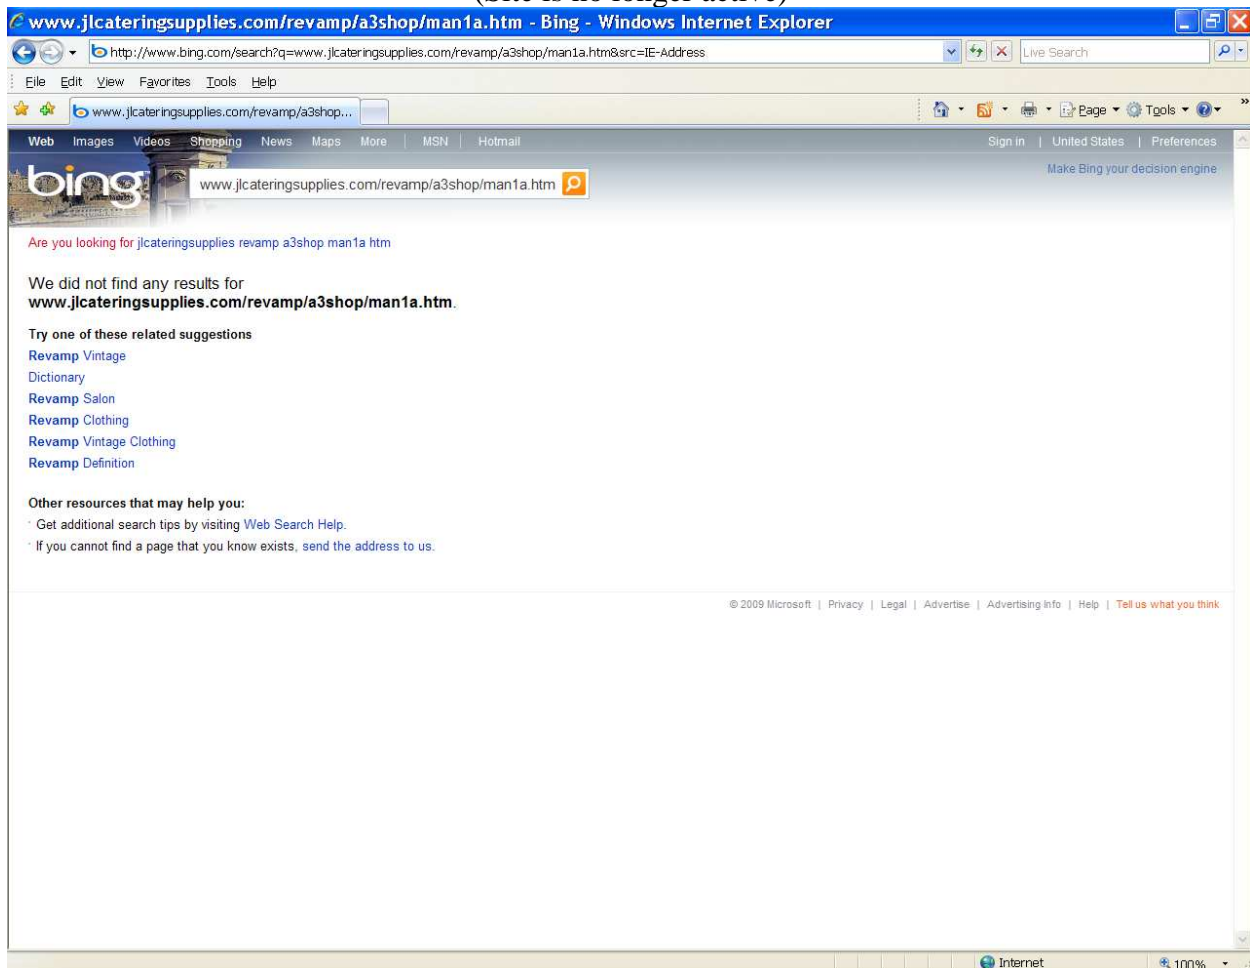 (Site is no longer active)
www.jlcateringsupplies.com/revamp/a3shop/man1a.htm - Bing - Windows Internet Explorer
http://www.bing.com/search?q=www.jlcateringsupplies.com/revamp/a3shop/man1a.htm&src=IE-Address
Live Search
File Edit View Favorites Tools Help
www.jlcateringsupplies.com/revamp/a3shop...
Page Tools »
Web Images Videos Shopping News Maps More | MSN | Hotmail
Sign in | United States | Preferences
bing
www.jlcateringsupplies.com/revamp/a3shop/man1a.htm
Make Bing your decision engine
Are you looking for jlcateringsupplies revamp a3shop man1a htm
We did not find any results for
www.jlcateringsupplies.com/revamp/a3shop/man1a.htm.
Try one of these related suggestions
Revamp Vintage
Dictionary
Revamp Salon
Revamp Clothing
Revamp Vintage Clothing
Revamp Definition
Other resources that may help you:
· Get additional search tips by visiting Web Search Help.
· If you cannot find a page that you know exists, send the address to us.
© 2009 Microsoft | Privacy | Legal | Advertise | Advertising Info | Help | Tell us what you think
Internet
100%